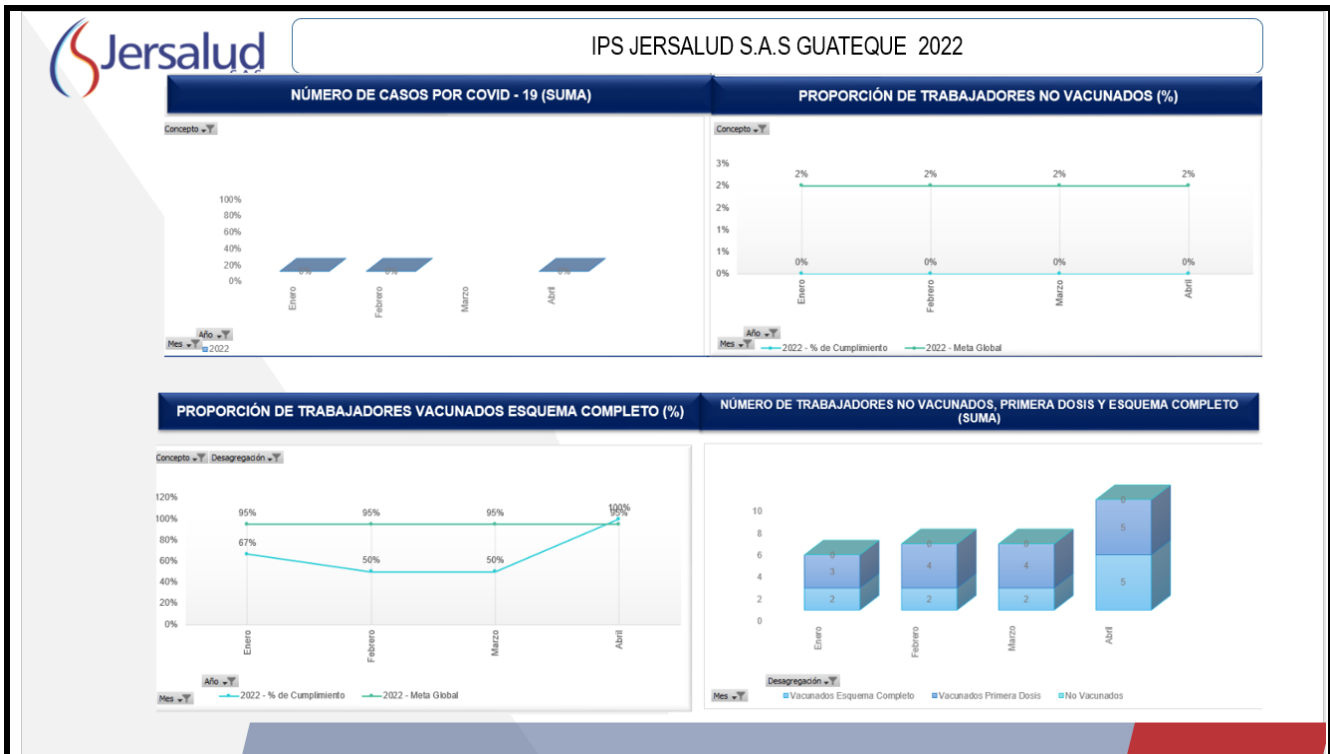 Jersalud
IPS JERSALUD S.A.S GUATEQUE 2022
NÚMERO DE CASOS POR COVID - 19 (SUMA)
Concepto
100%
80%
60%
40%
20%
0%
0%
0%
0%
Enero
Febrero
Marzo
Abril
Año
Mes
2022
PROPORCIÓN DE TRABAJADORES NO VACUNADOS (%)
Concepto
3%
2%
2%
1%
1%
0%
2%
2%
2%
2%
0%
0%
0%
0%
Enero
Febrero
Marzo
Abril
Año
Mes
2022 - % de Cumplimiento
2022 - Meta Global
PROPORCIÓN DE TRABAJADORES VACUNADOS ESQUEMA COMPLETO (%)
Concepto Desagregación
120%
100%
80%
60%
40%
20%
0%
95%
95%
95%
95%
67%
50%
50%
100%
Enero
Febrero
Marzo
Abril
Año
Mes
2022 - % de Cumplimiento
2022 - Meta Global
NÚMERO DE TRABAJADORES NO VACUNADOS, PRIMERA DOSIS Y ESQUEMA COMPLETO
(SUMA)
10
8
6
4
2
0
0
3
2
0
4
2
0
4
2
0
5
5
Enero
Febrero
Marzo
Abril
Desagregación
Mes
Vacunados Esquema Completo
Vacunados Primera Dosis
No Vacunados